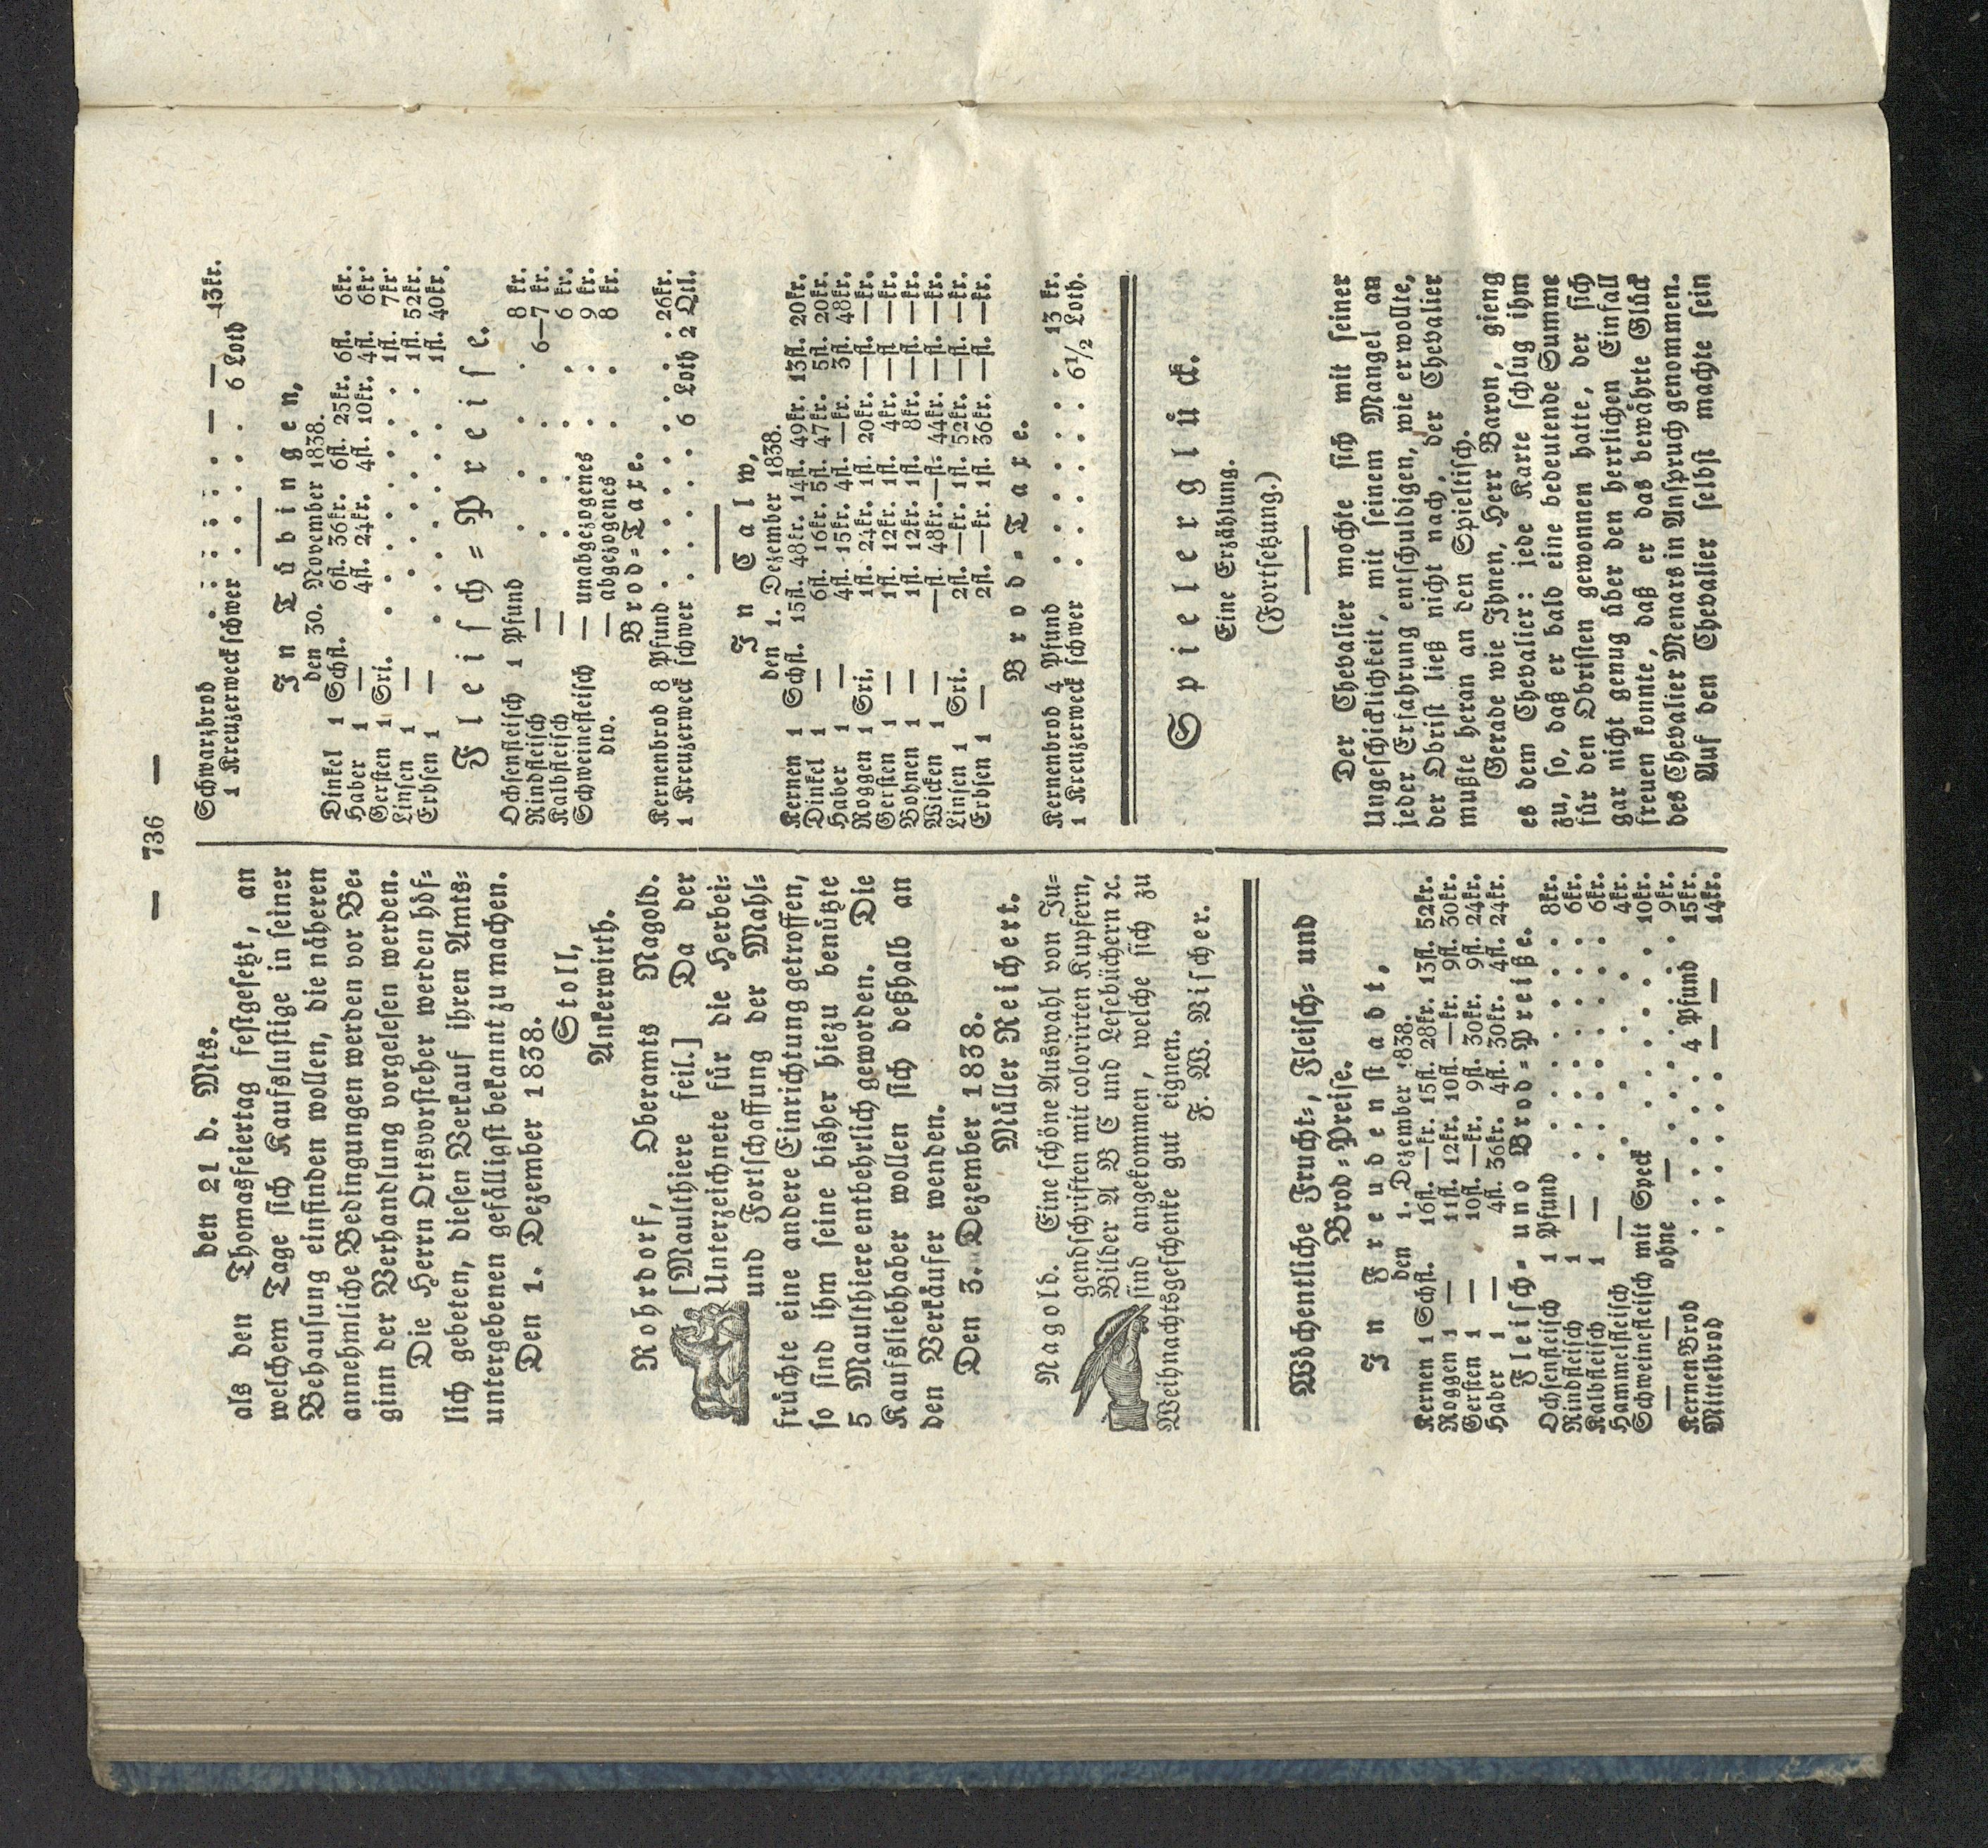 — 736 —
den 21 d. Mts.
als den Thomasfeiertag festgesetzt, an
welchem Tage sich Kaufslustige in seiner
Behausung einfinden wollen, die näheren
annehmliche Bedingungen werden vor Be-
ginn der Verhandlung vorgelesen werden.
Die Herrn Ortsvorsteher werden höf-
lich gebeten, diesen Verkauf ihren Amts-
untergebenen gefälligst bekannt zu machen.
Den 1. Dezember 1838.
Stoll,
Ankerwirth.
Rohrdorf, Oberamts Nagold.
[Maulthiere feil.] Da der
Unterzeichnete für die Herbei-
und Fortschaffung der Mahl-
früchte eine andere Einrichtung getroffen,
so sind ihm seine bisher hiezu benützte
5 Maulthiere entbehrlich geworden. Die
Kaufsliebhaber wollen sich deßhalb an
den Verkäufer wenden.
Den 3. Dezember 1838.
Müller Reichert.
Nagold. Eine schöne Auswahl von Ju-
gendschriften mit colorirten Kupfern,
Bilder A B C und Lesebüchern ꝛc.
sind angekommen, welche sich zu
Weihnachtsgeschenke gut eignen.
F. W. Vischer.
Wöchentliche Frucht-, Fleisch- und
Brod-Preise.
In Freudenstadt,
den 1. Dezember 1838.
Kernen 1 Schfl. 16fl. —kr. 15fl. 28kr. 13fl. 52kr.
Roggen 1 — 11fl. 12kr. 10fl. —kr. 9fl. 30kr.
Gersten 1 — 10fl. —kr. 9fl. 30kr. 9fl. 24kr.
Haber 1 — 4fl. 36kr. 4fl. 30kr. 4fl. 24kr.
Fleisch- und Brod-Preiße.
Ochsenfleisch 1 Pfund . . . . . . 8kr.
Rindfleisch 1 — . . . . . . 6kr.
Kalbfleisch 1 — . . . . . . 6kr.
Hammelfleisch — . . . . . . 4kr.
Schweinefleisch mit Speck . . . . . 10kr.
— — ohne — . . . . . 9kr.
Kernen Brod . . . . . 4 Pfund 15kr.
Mittelbrod . . . . . — — 14kr.
Schwarzbrod . . . . . — — 13kr.
1 Kreuzerweck schwer . . . . 6 Loth
In Tübingen,
den 30. November 1838.
Dinkel 1 Schfl. 6fl. 36kr. 6fl. 25kr. 6fl. 6kr.
Haber 1 — 4fl. 24kr. 4fl. 10kr. 4fl. 6kr.
Gersten 1 Sri. . . . . . . 1fl. 7kr.
Linsen 1 — . . . . . . 1fl. 52kr.
Erbsen 1 — . . . . . . 1fl. 40kr.
Fleisch-Preise.
Ochsenfleisch 1 Pfund . . . 8 kr.
Rindfleisch — . . . 6—7 kr.
Kalbfleisch — . . . 6 kr.
Schweinefleisch — unabgezogenes . 9 kr.
dto. — abgezogenes . 8 kr.
Brod-Taxe.
Kernenbrod 8 Pfund . . . . . . 26kr.
1 Kreuzerweck schwer . . . . . 6 Loth 2 Qtl.
In Calw,
den 1. Dezember 1838.
Kernen 1 Schfl. 15fl. 48kr. 14fl. 49kr. 13fl. 20kr.
Dinkel 1 — 6fl. 16kr. 5fl. 47kr. 5fl. 20kr.
Haber 1 — 4fl. 15kr. 4fl. —kr. 3fl. 48kr.
Roggen 1 Sri. 1fl. 24kr. 1fl. 20kr. —fl. —kr.
Gersten 1 — 1fl. 12kr. 1fl. 4kr. —fl —kr.
Bohnen 1 — 1fl. 12kr. 1fl. 8kr. —fl. —kr.
Wicken 1 — —fl. 48kr. —fl. 44kr. —fl. —kr.
Linsen 1 Sri. 2fl. —kr. 1fl. 52kr. —fl. —kr.
Erbsen 1 — 2fl. —kr. 1fl. 36kr. —fl. —kr.
Brod-Taxe.
Kernenbrod 4 Pfund . . . . . . 13 kr.
1 Kreuzerweck schwer . . . . . 6½ Loth.
Spielerglück.
Eine Erzählung.
(Fortsetzung.)
Der Chevalier mochte sich mit seiner
Ungeschicklichkeit, mit seinem Mangel an
jeder Erfahrung entschuldigen, wie er wollte,
der Obrist ließ nicht nach, der Chevalier
mußte heran an den Spieltisch.
Gerade wie Ihnen, Herr Baron, gieng
es dem Chevalier: jede Karte schlug ihm
zu, so, daß er bald eine bedeutende Summe
für den Obristen gewonnen hatte, der sich
gar nicht genug über den herrlichen Einfall
freuen konnte, daß er das bewährte Glück
des Chevalier Menars in Anspruch genommen.
Auf den Chevalier selbst machte sein